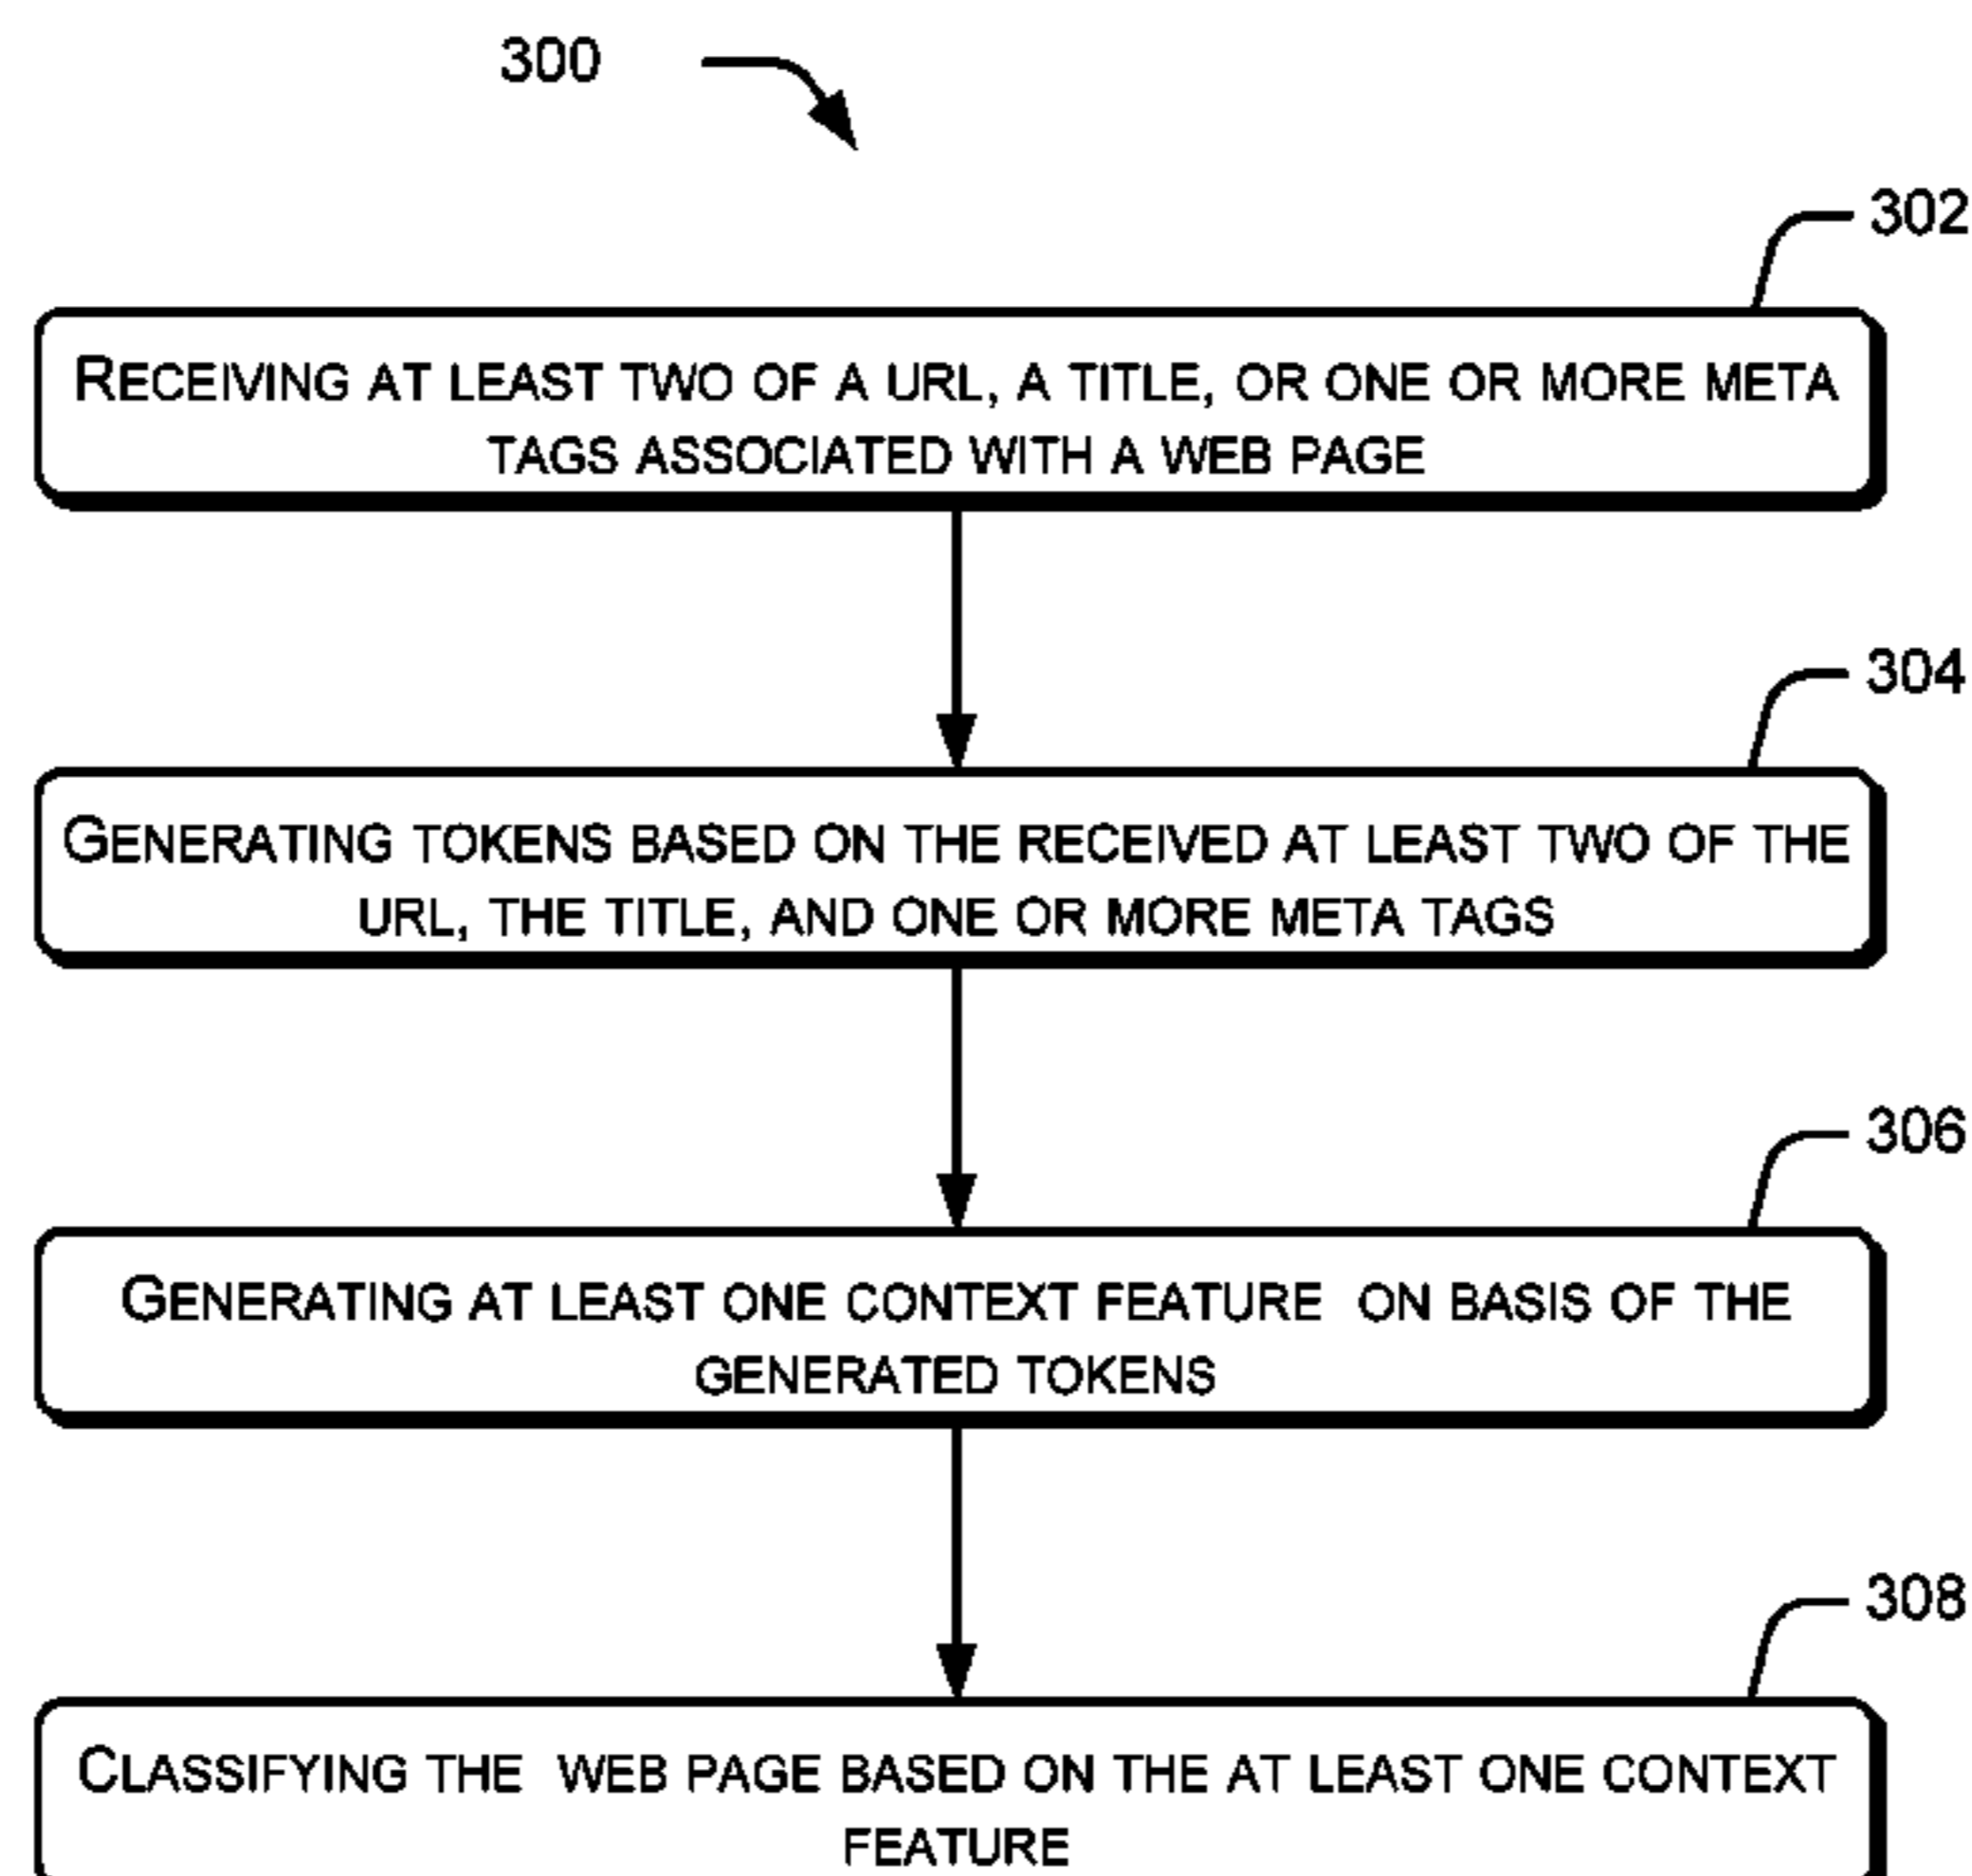 300
302
RECEIVING AT LEAST TWO OF A URL, A TITLE, OR ONE OR MORE META
TAGS ASSOCIATED WITH A WEB PAGE
304
GENERATING TOKENS BASED ON THE RECEIVED AT LEAST TWO OF THE
URL, THE TITLE, AND ONE OR MORE META TAGS
306
GENERATING AT LEAST ONE CONTEXT FEATURE ON BASIS OF THE
GENERATED TOKENS
308
CLASSIFYING THE WEB PAGE BASED ON THE AT LEAST ONE CONTEXT
FEATURE